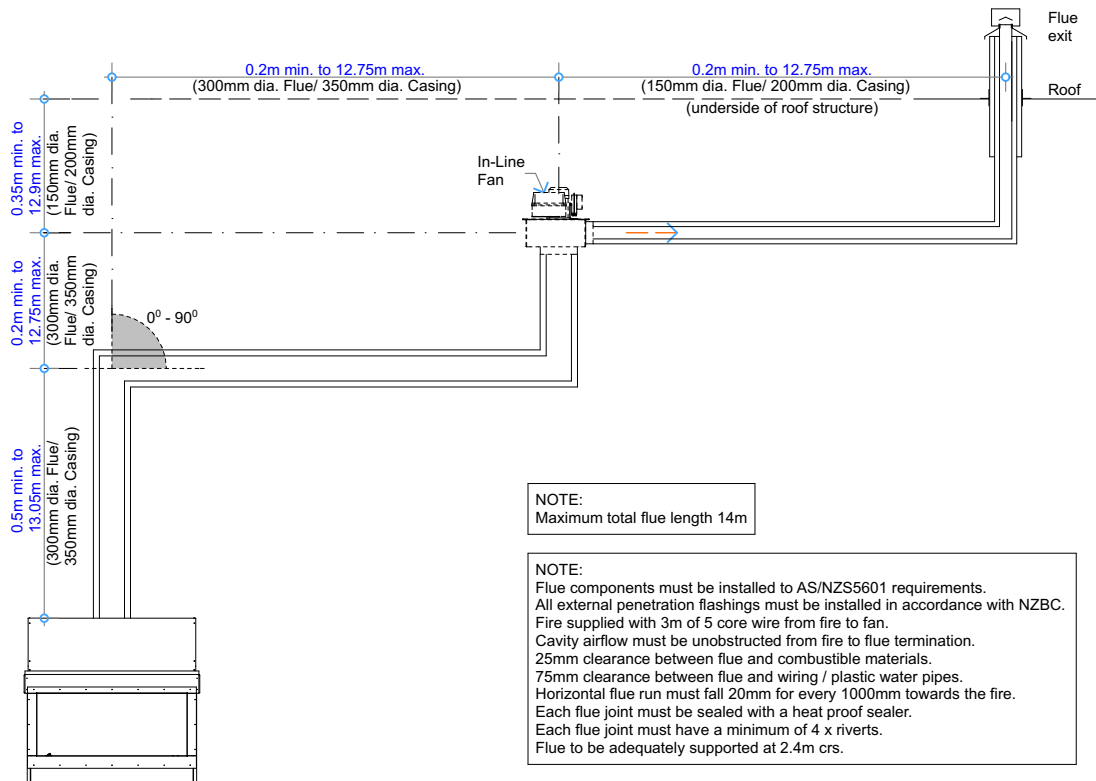 Flue
exit
0.2m min. to 12.75m max.
(300mm dia. Flue/ 350mm dia. Casing)
0.2m min. to 12.75m max.
(150mm dia. Flue/ 200mm dia. Casing)
(underside of roof structure)
Roof
0.35m min. to
12.9m max.
(150mm dia.
Flue/ 200mm
dia. Casing)
In-Line
Fan
0.2m min. to
12.75m max.
(300mm dia.
Flue/ 350mm
dia. Casing)
0⁰ - 90⁰
0.5m min. to
13.05m max.
(300mm dia. Flue/
350mm dia. Casing)
NOTE:
Maximum total flue length 14m
NOTE:
Flue components must be installed to AS/NZS5601 requirements.
All external penetration flashings must be installed in accordance with NZBC.
Fire supplied with 3m of 5 core wire from fire to fan.
Cavity airflow must be unobstructed from fire to flue termination.
25mm clearance between flue and combustible materials.
75mm clearance between flue and wiring / plastic water pipes.
Horizontal flue run must fall 20mm for every 1000mm towards the fire.
Each flue joint must be sealed with a heat proof sealer.
Each flue joint must have a minimum of 4 x riverts.
Flue to be adequately supported at 2.4m crs.